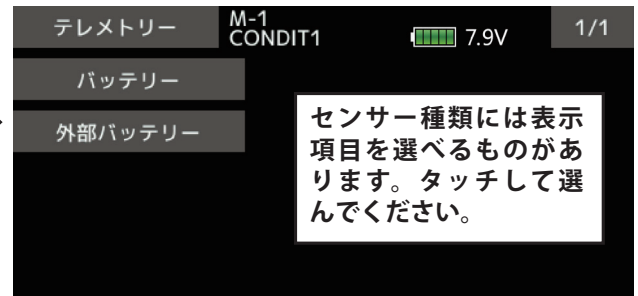 テレメトリー
M-1
CONDIT1
7.9V
1/1
バッテリー
外部バッテリー
センサー種類には表示
項目を選べるものがあ
ります。タッチして選
んでください。